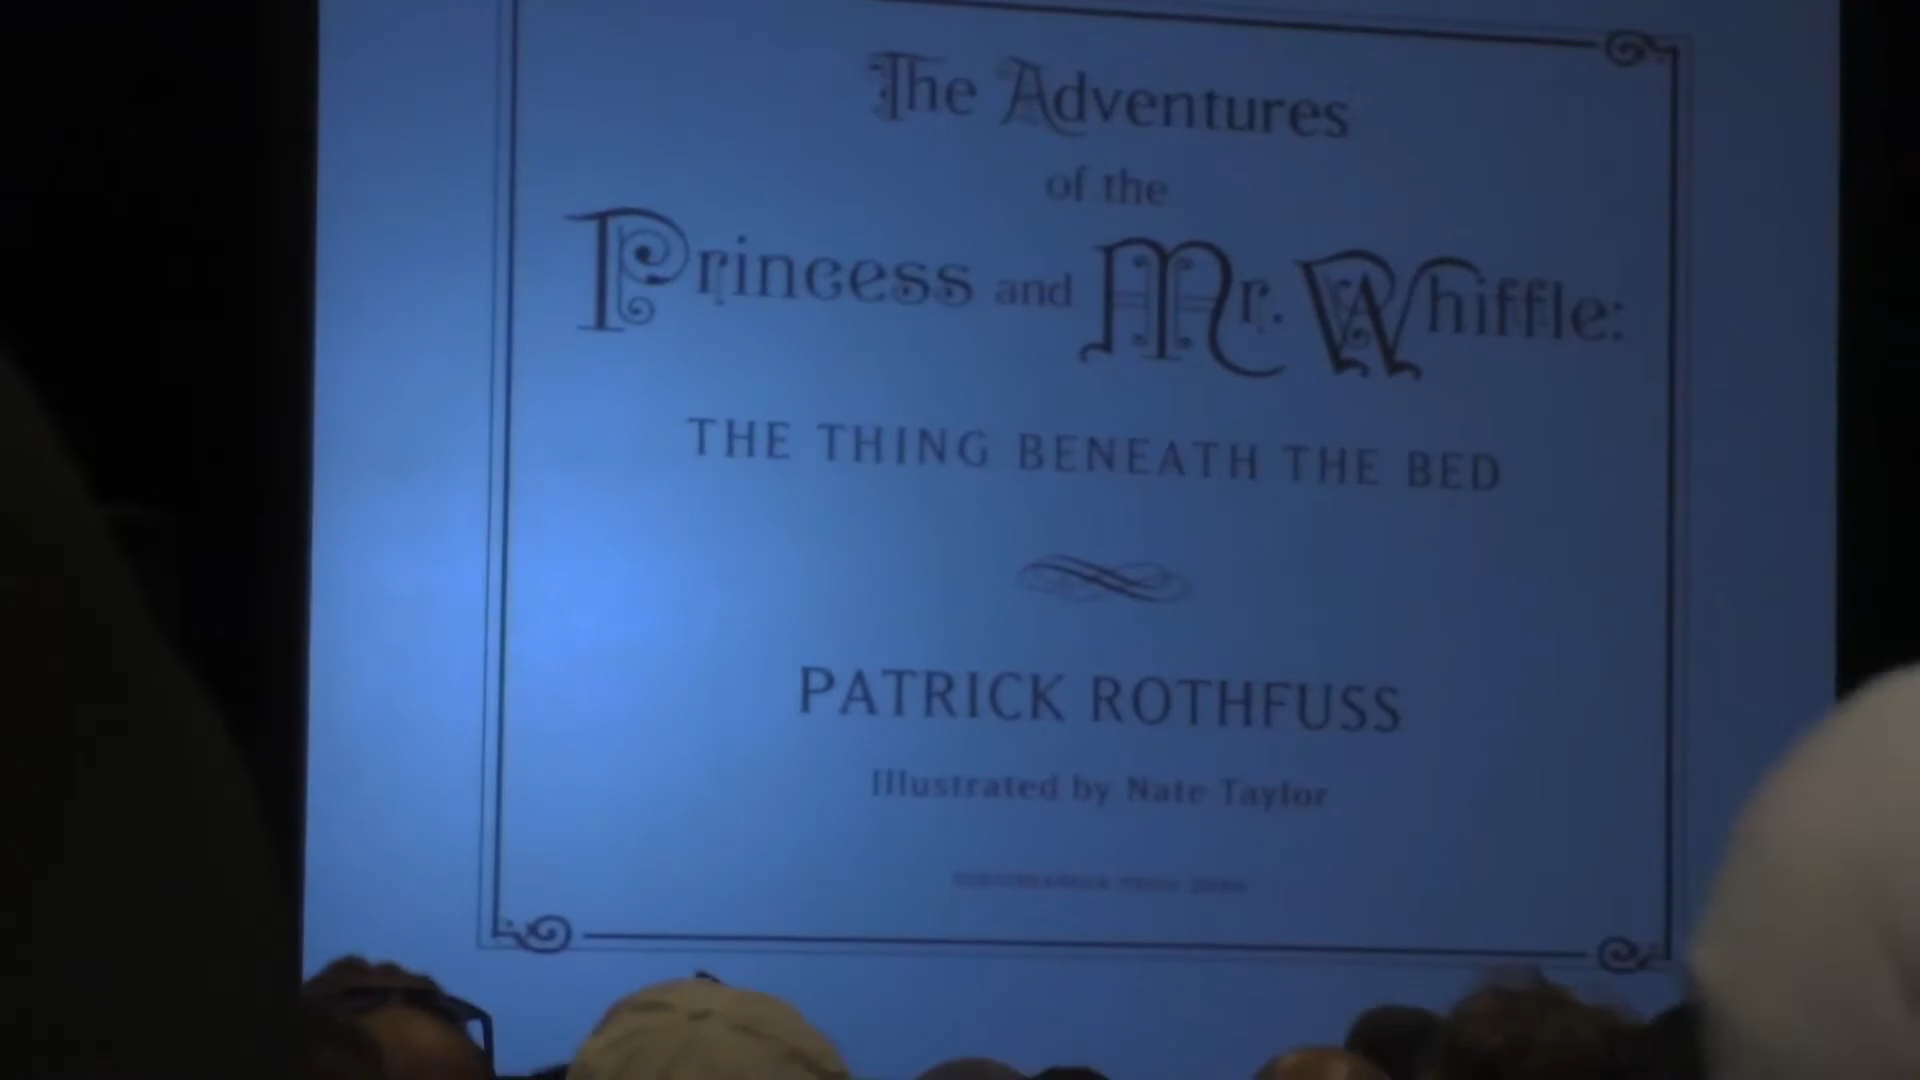 The Adventures
of the
Princess and Mr. Whiffle:
THE THING BENEATH THE BED
PATRICK ROTHFUSS
Illustrated by Nate Taylor